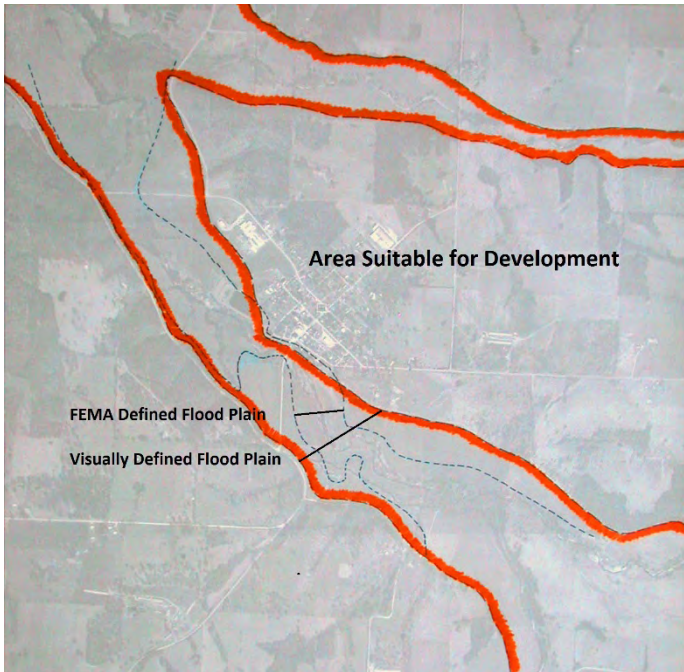 Area Suitable for Development
FEMA Defined Flood Plain
Visually Defined Flood Plain